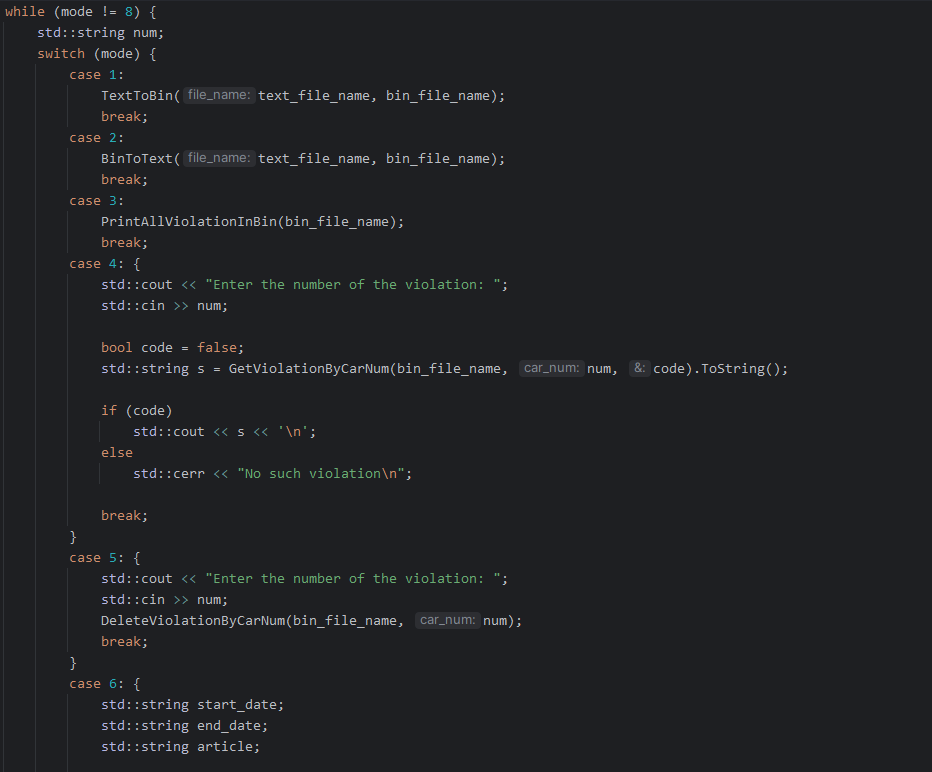 while (mode != 8) {
    std::string num;
    switch (mode) {
        case 1:
            TextToBin( file_name: text_file_name, bin_file_name);
            break;
        case 2:
            BinToText( file_name: text_file_name, bin_file_name);
            break;
        case 3:
            PrintAllViolationInBin(bin_file_name);
            break;
        case 4: {
            std::cout << "Enter the number of the violation: ";
            std::cin >> num;

            bool code = false;
            std::string s = GetViolationByCarNum(bin_file_name, car_num: num, &: code).ToString();

            if (code)
                std::cout << s << '\n';
            else
                std::cerr << "No such violation\n";

            break;
        }
        case 5: {
            std::cout << "Enter the number of the violation: ";
            std::cin >> num;
            DeleteViolationByCarNum(bin_file_name, car_num: num);
            break;
        }
        case 6: {
            std::string start_date;
            std::string end_date;
            std::string article;